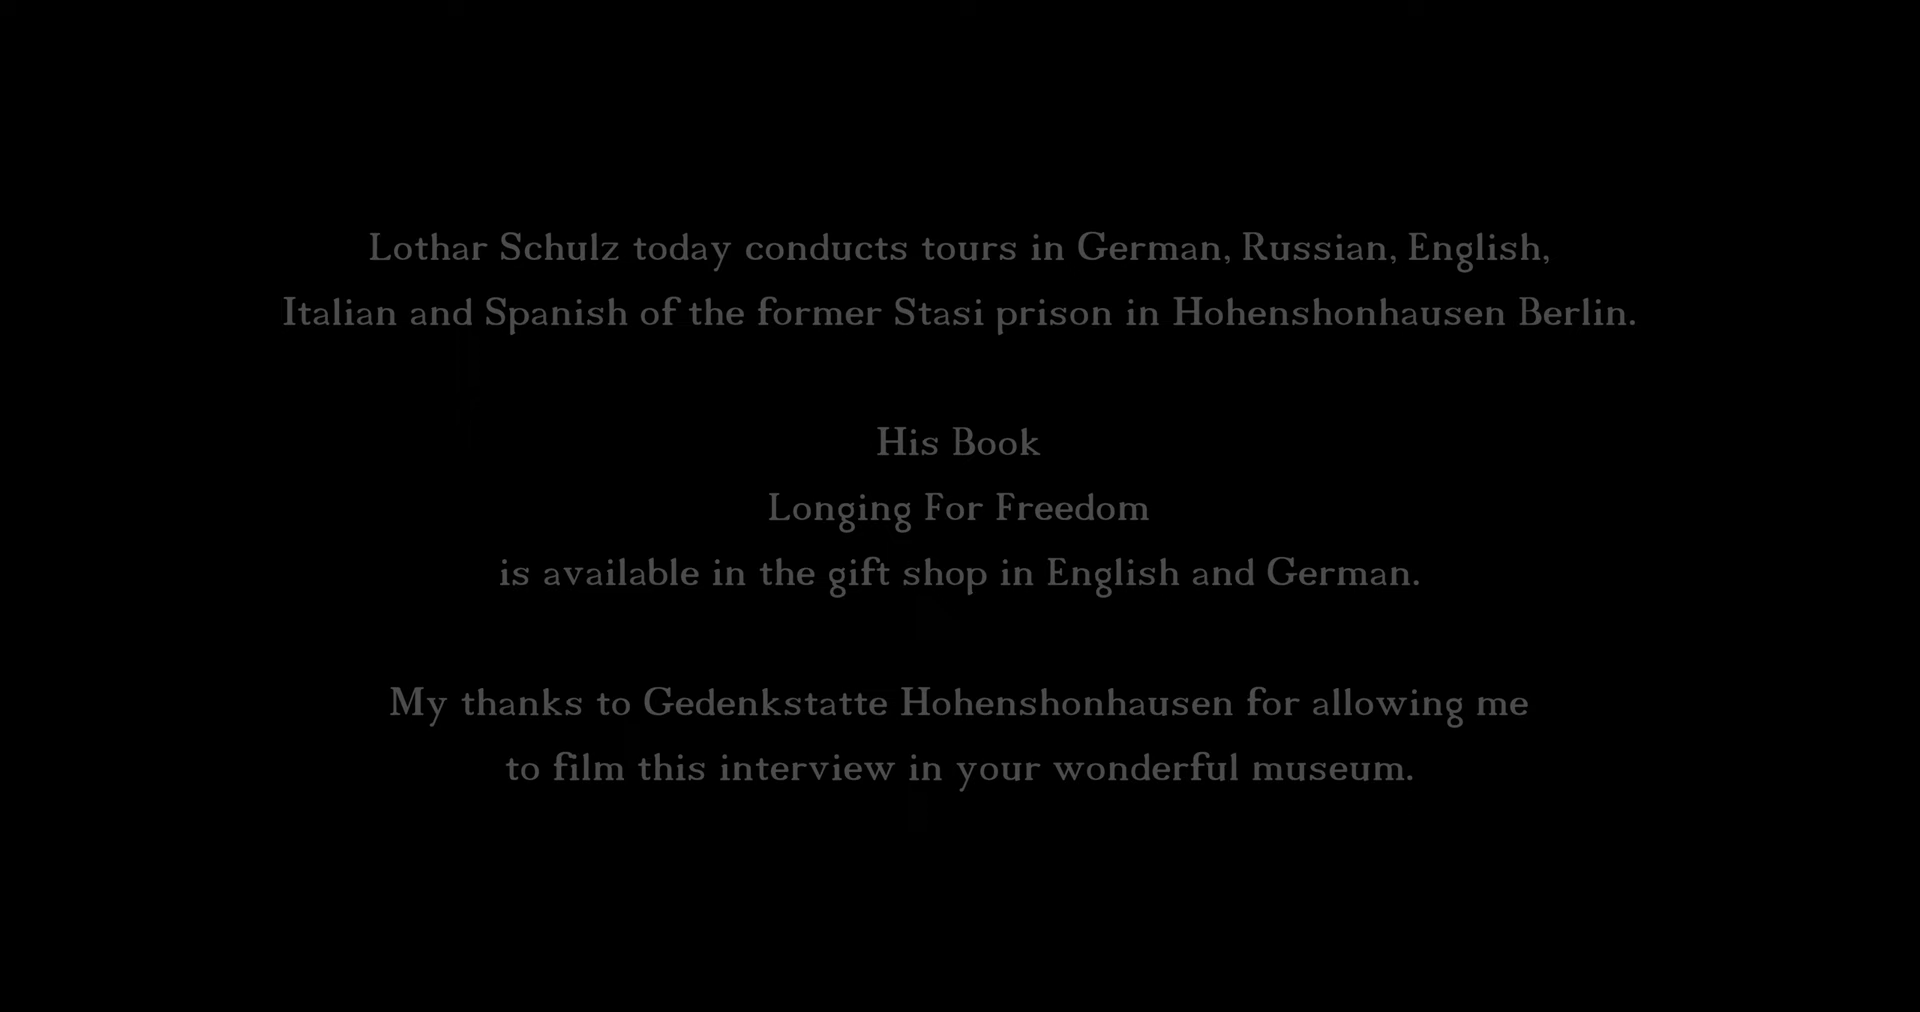 Lothar Schulz today conducts tours in German, Russian, English,
Italian and Spanish of the former Stasi prison in Hohenshonhausen Berlin.
His Book
Longing For Freedom
is available in the gift shop in English and German.
My thanks to Gedenkstatte Hohenshonhausen for allowing me
to film this interview in your wonderful museum.